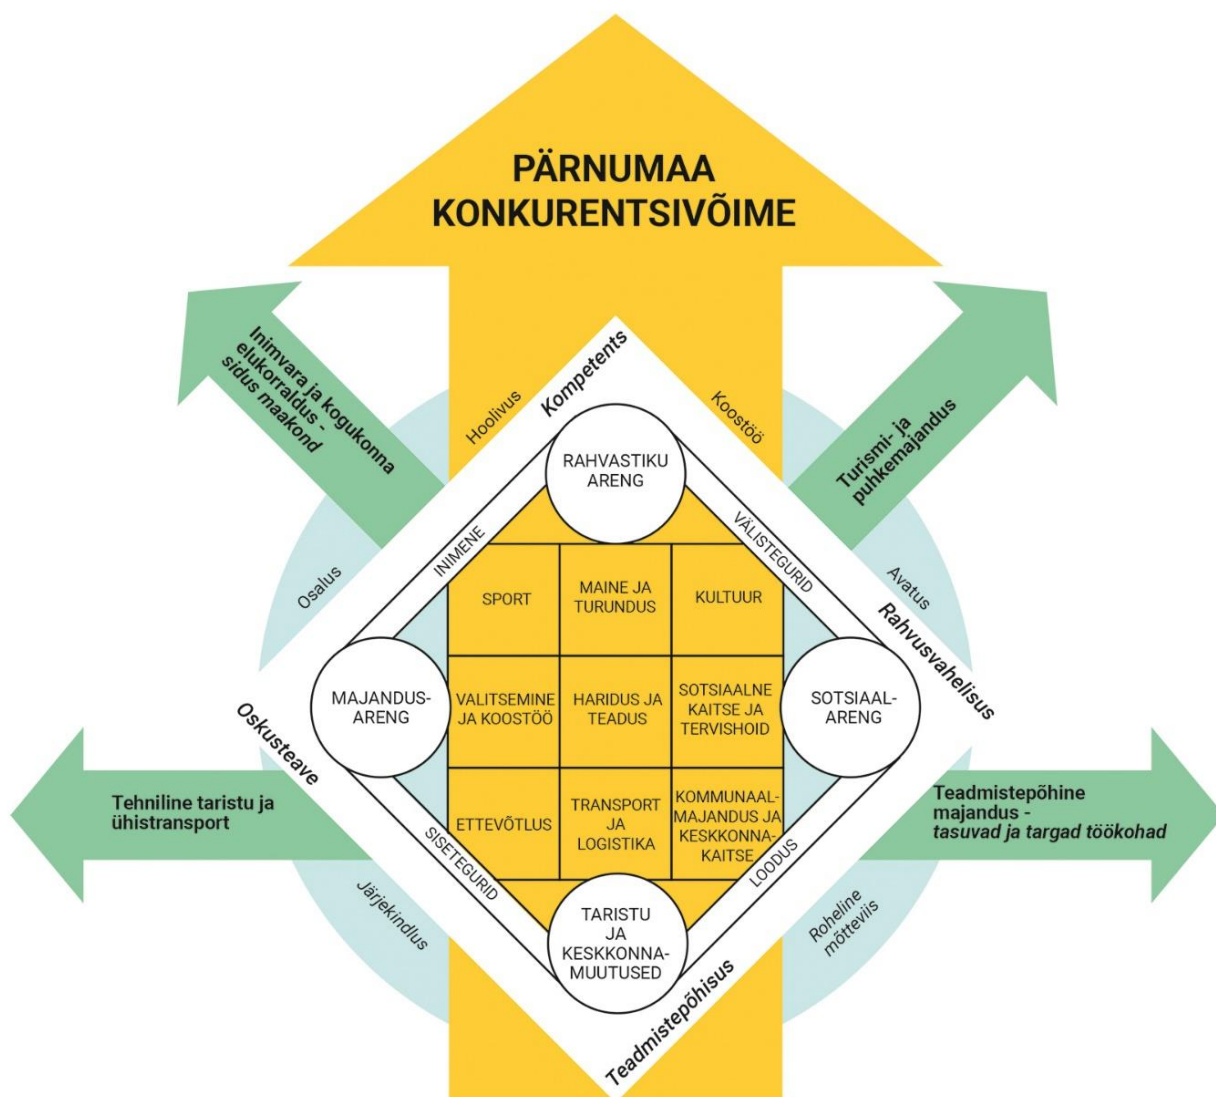 PÄRNUMAA
KONKURENTSIVÕIME
Inimvara ja kogukonna
elukorraldus -
sidus maakond
Hoolivus
Kompetents
Koostöö
Turismi- ja
puhkemajandus
RAHVASTIKU
ARENG
INIMENE
VÄLISTEGURID
Osalus
Avatus
SPORT
MAINE JA
TURUNDUS
KULTUUR
Rahvusvahelisus
MAJANDUS-
ARENG
VALITSEMINE
JA KOOSTÖÖ
HARIDUS JA
TEADUS
SOTSIAALNE
KAITSE JA
TERVISHOID
SOTSIAAL-
ARENG
Oskusteave
Tehniline taristu ja
ühistransport
ETTEVÕTLUS
TRANSPORT
JA
LOGISTIKA
KOMMUNAAL-
MAJANDUS JA
KESKKONNA-
KAITSE
Teadmistepõhine
majandus -
tasuvad ja targad töökohad
SISETEGURID
LOODUS
Järjekindlus
TARISTU
JA
KESKKONNA-
MUUTUSED
Roheline
mõtteviis
Teadmistepõhisus